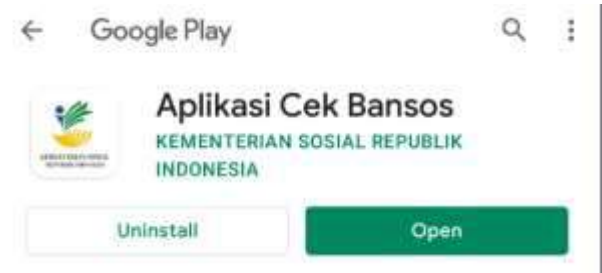 Google Play
Aplikasi Cek Bansos
KEMENTERIAN SOSIAL REPUBLIK
INDONESIA
Uninstall
Open